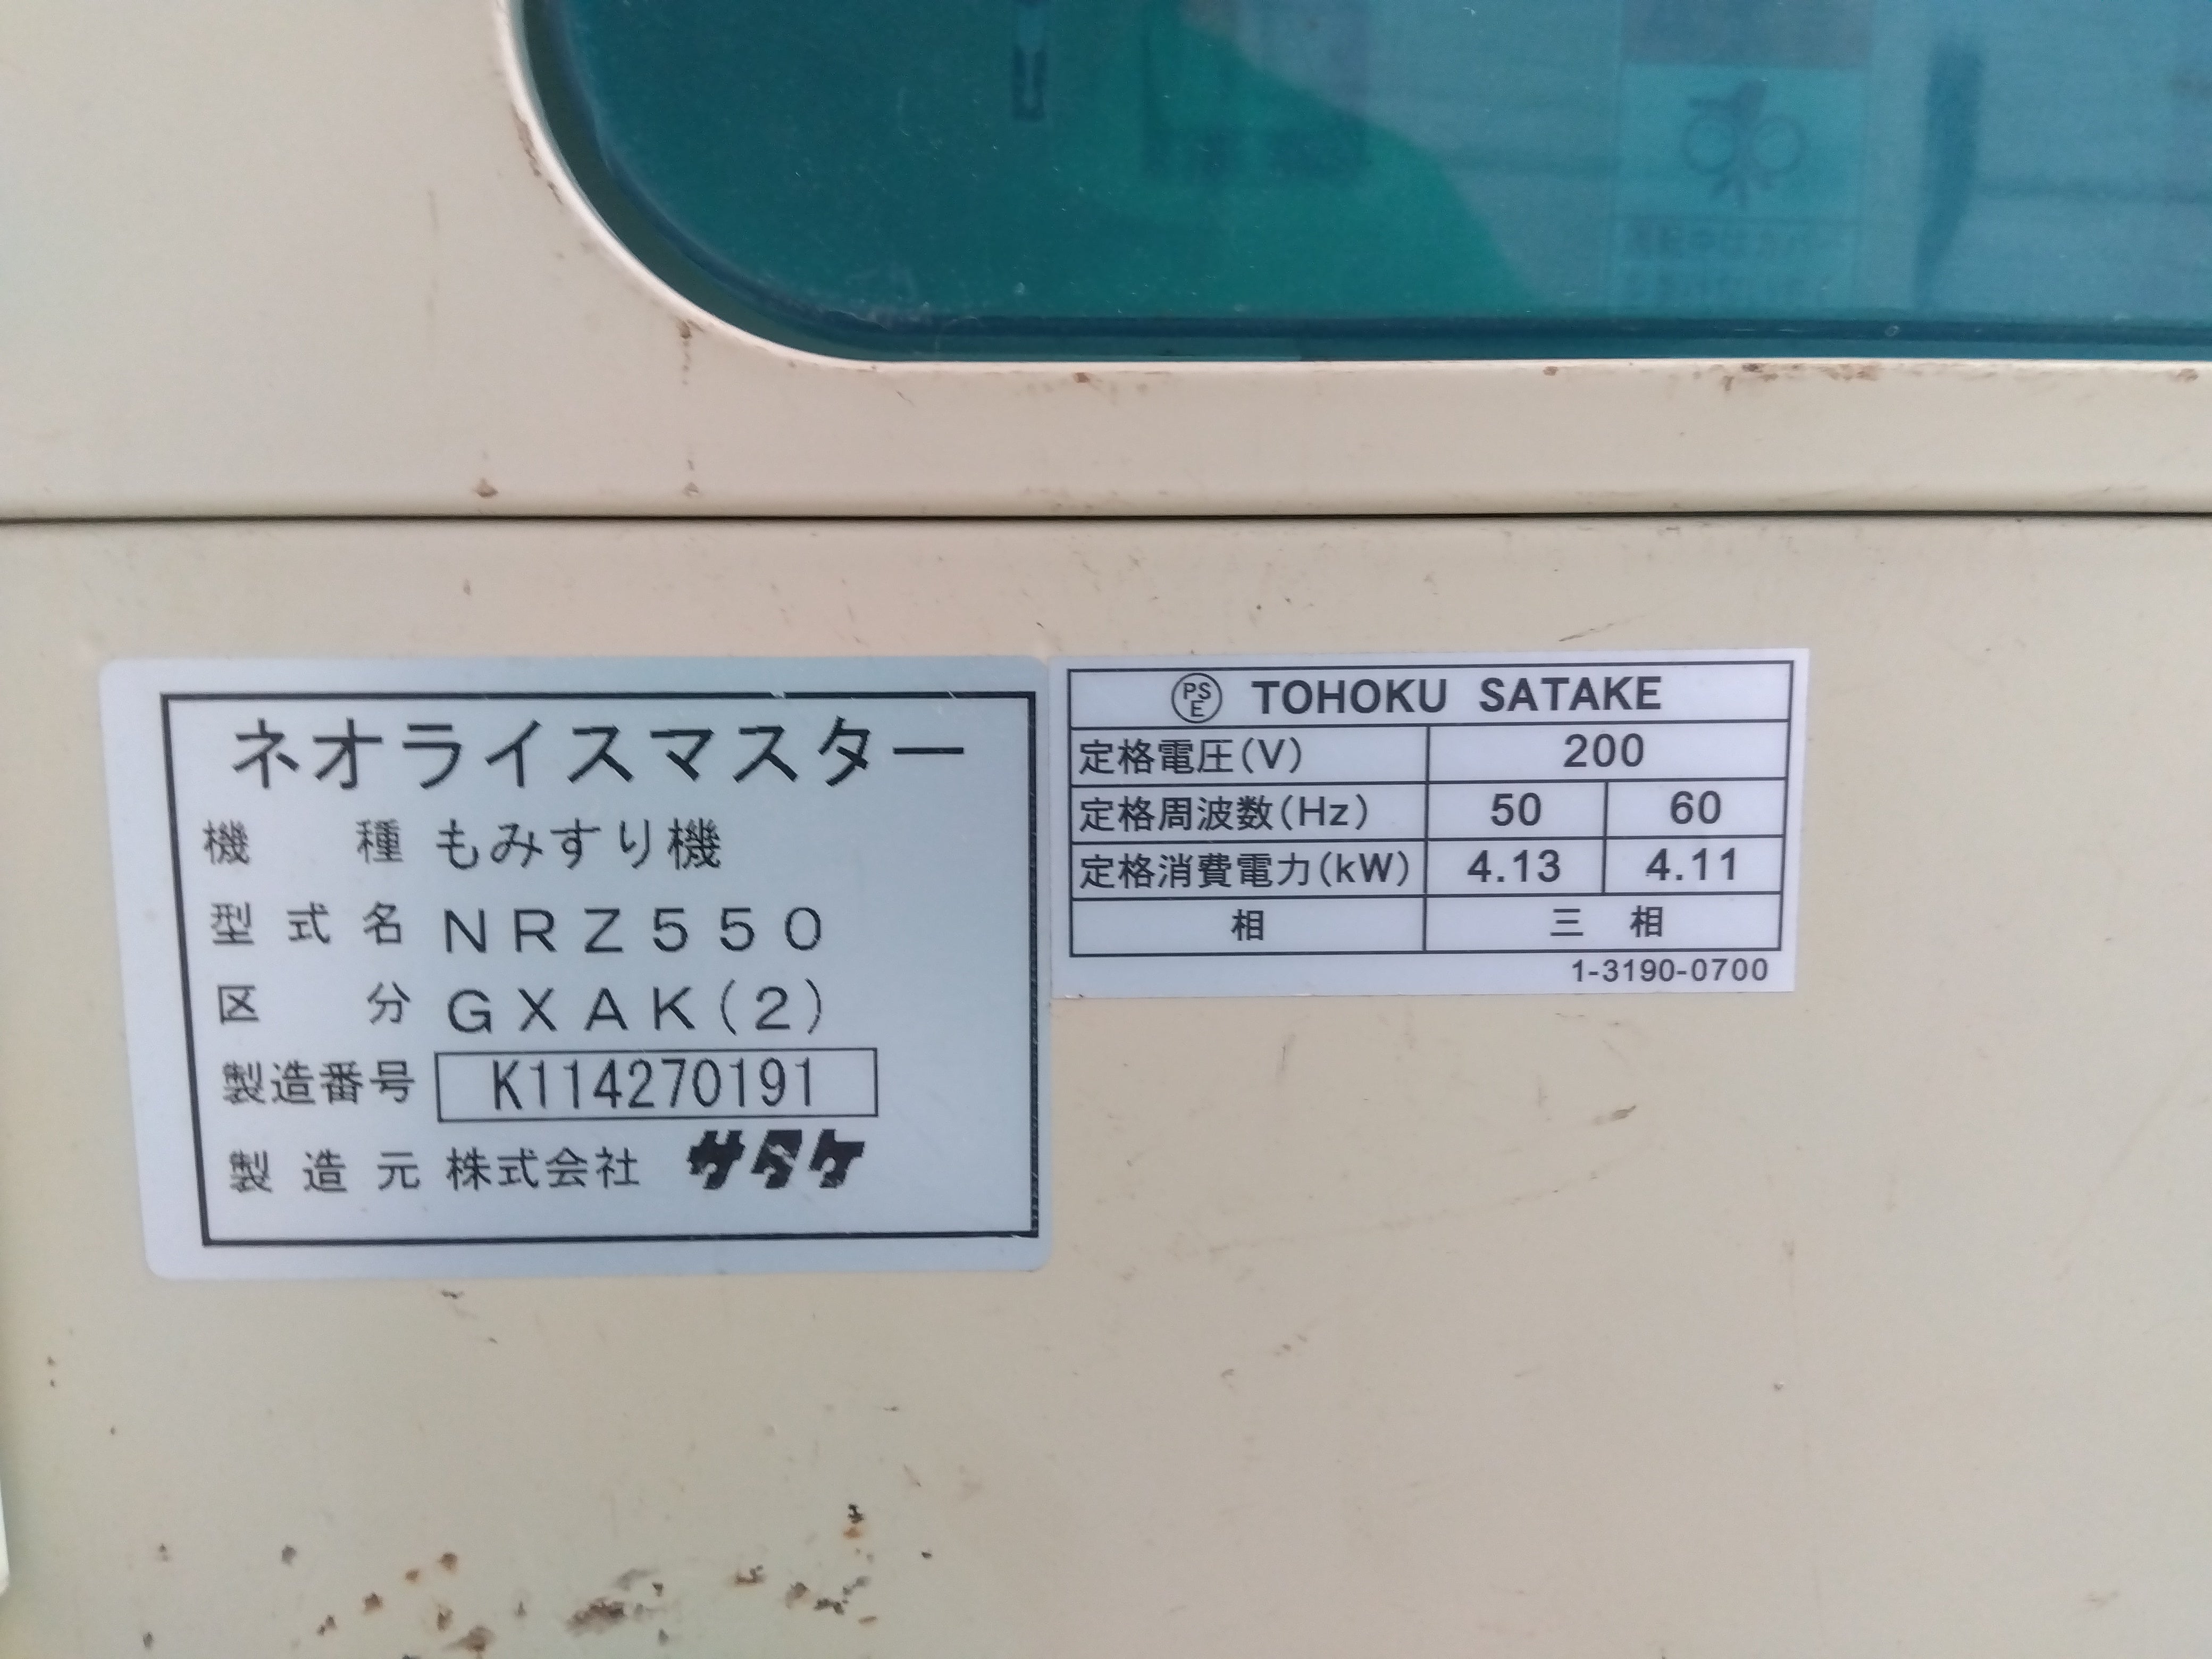 ネオライスマスター
機種 もみすり機
型式名 NRZ550
区分 GXAK(2)
製造番号 K114270191
製造元 株式会社 サタケ
PSE TOHOKU SATAKE
定格電圧(V) 200
定格周波数(Hz) 50 60
定格消費電力(kW) 4.13 4.11
相 三相
1-3190-0700